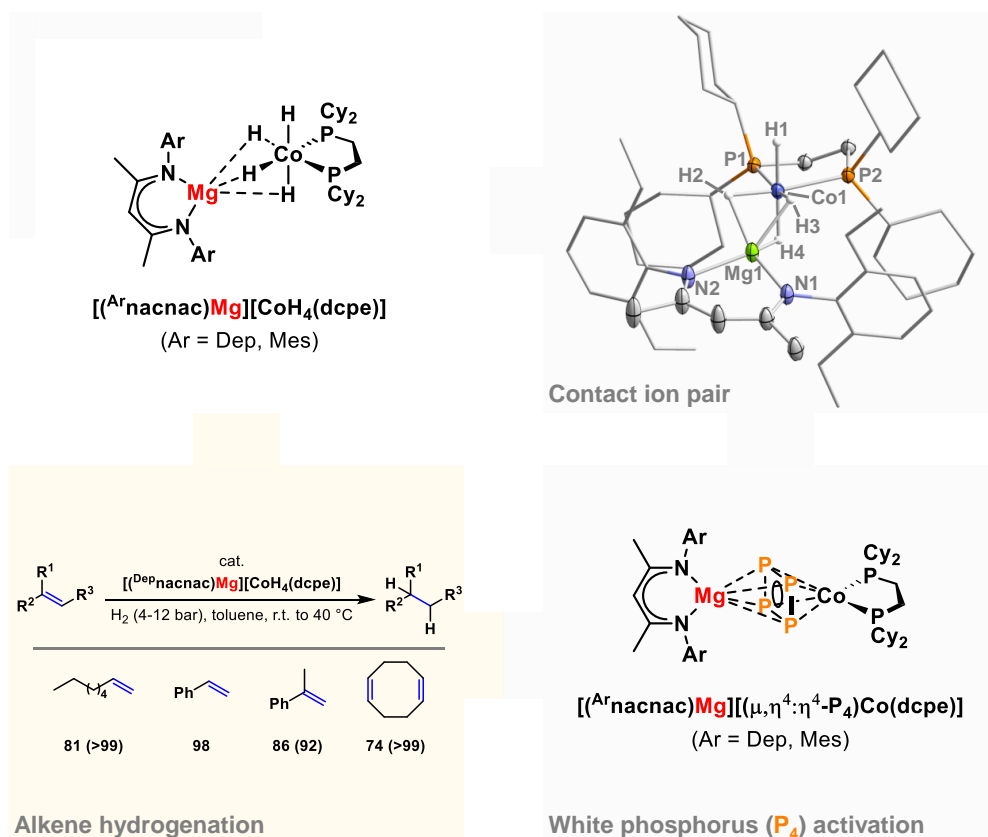 Ar
N
Mg
N
Ar
H
H
H
H
Co
Cy2
P
P
Cy2
[(ᴬʳnacnac)Mg][CoH₄(dcpe)]
(Ar = Dep, Mes)
H1
P1
P2
H2
Co1
H3
H4
Mg1
N2
N1
Contact ion pair
cat.
[(ᴰᵉᵖnacnac)Mg][CoH₄(dcpe)]
H₂ (4-12 bar), toluene, r.t. to 40 °C
R¹
R²
R³
H
R¹
R²
R³
H
4
Ph
Ph
81 (>99)
98
86 (92)
74 (>99)
Alkene hydrogenation
Ar
N
Mg
N
Ar
P
P
P
P
Co
Cy₂
P
P
Cy₂
[(ᴬʳnacnac)Mg][(μ,η⁴:η⁴-P₄)Co(dcpe)]
(Ar = Dep, Mes)
White phosphorus (P₄) activation